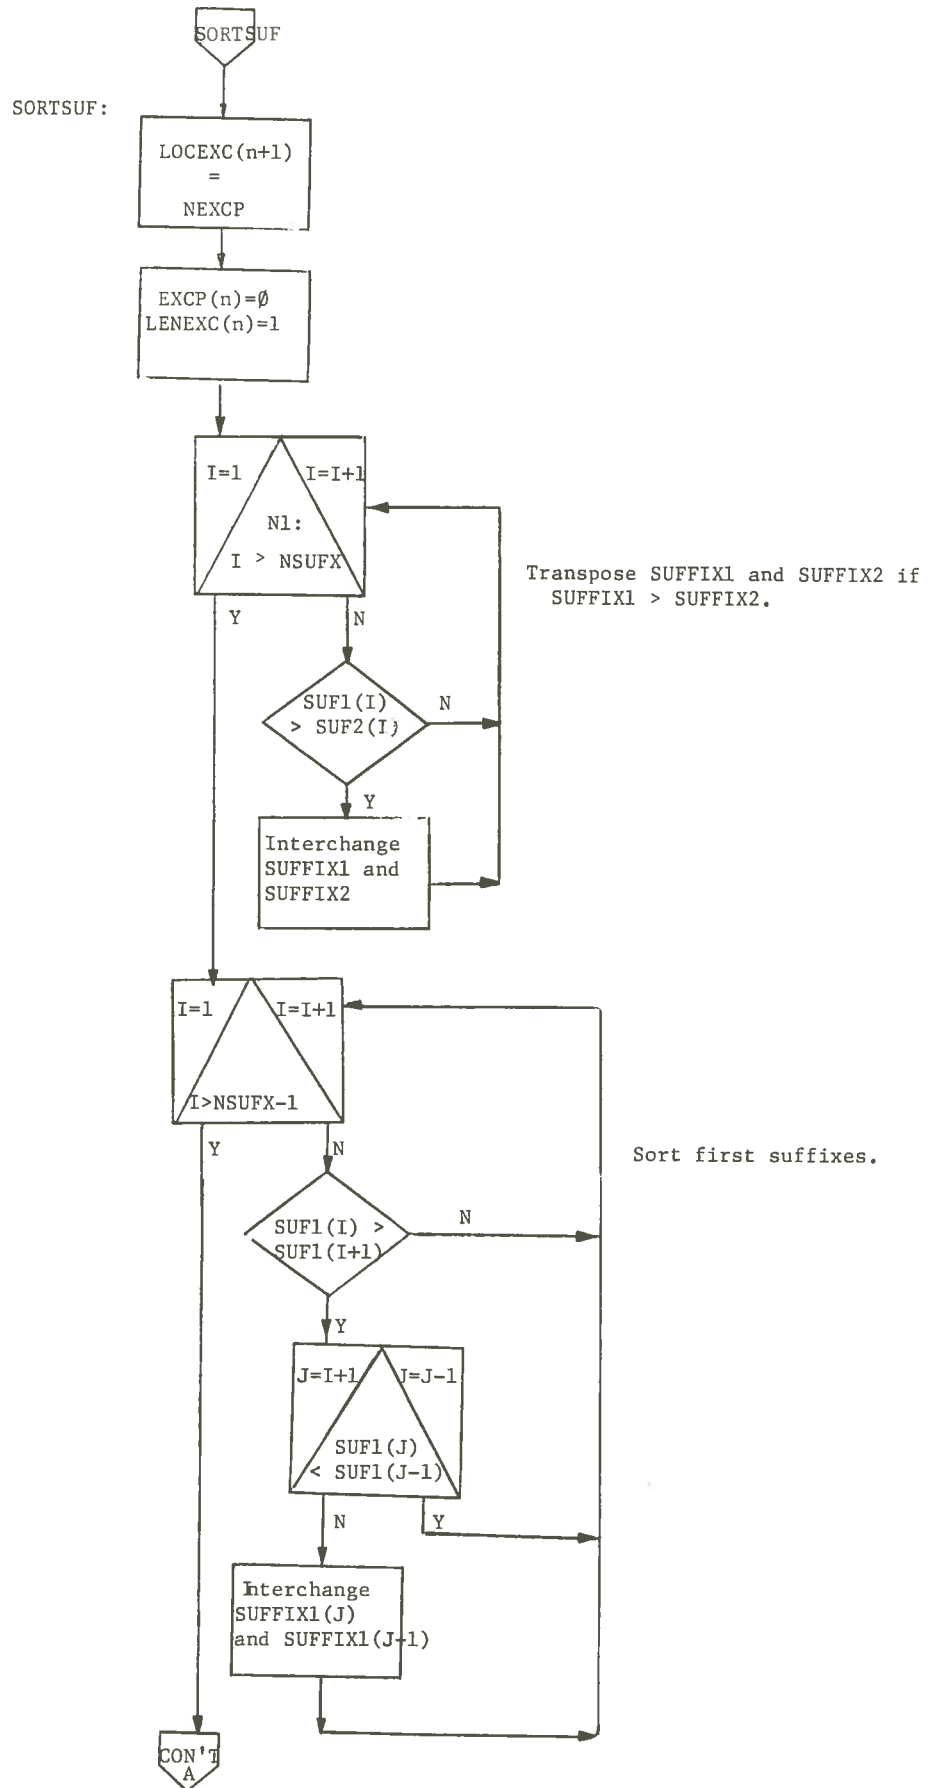 SORTSUF
SORTSUF:
LOCEXC(n+1)
=
NEXCP
EXCP(n)=Ø
LENEXC(n)=1
I=1
I=I+1
N1:
I > NSUFX
Transpose SUFFIX1 and SUFFIX2 if
SUFFIX1 > SUFFIX2.
Y
N
SUF1(I)
> SUF2(I)
N
Y
Interchange
SUFFIX1 and
SUFFIX2
I=1
I=I+1
I>NSUFX-1
Y
N
Sort first suffixes.
SUF1(I) >
SUF1(I+1)
N
Y
J=I+1
J=J-1
SUF1(J)
< SUF1(J-1)
N
Y
Interchange
SUFFIX1(J)
and SUFFIX1(J+1)
CON'T
A